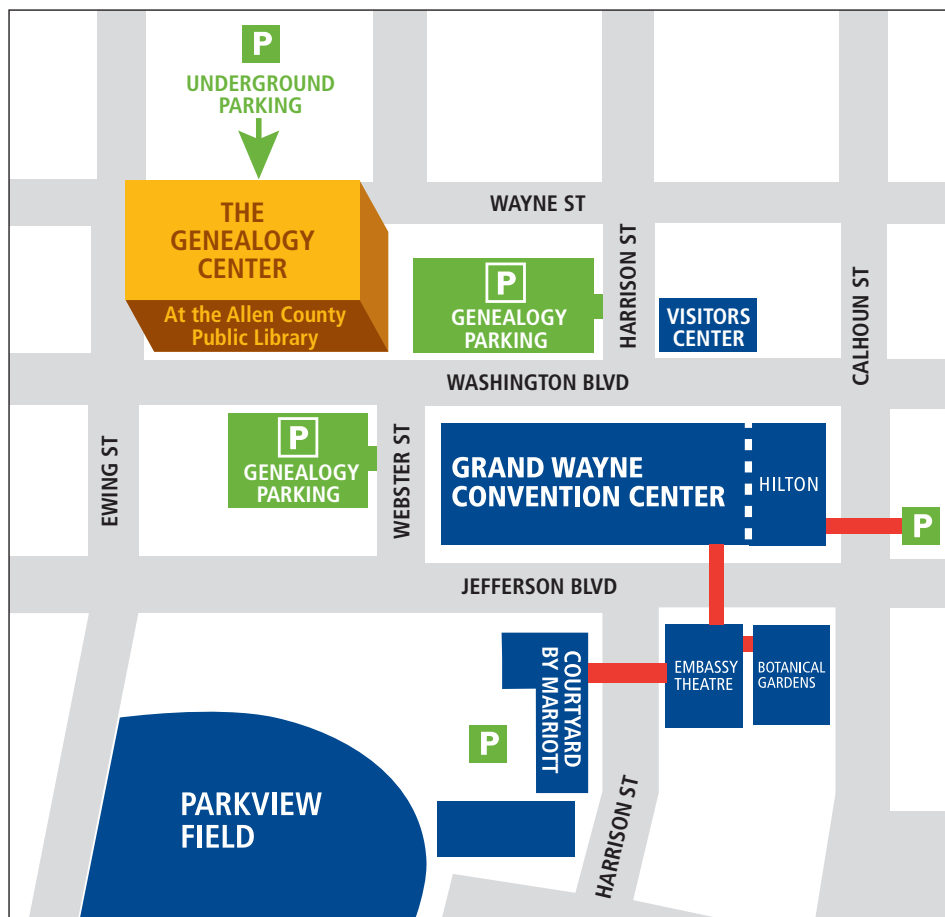 P
UNDERGROUND
PARKING
THE
GENEALOGY
CENTER
At the Allen County
Public Library
WAYNE ST
P
GENEALOGY
PARKING
HARRISON ST
VISITORS
CENTER
CALHOUN ST
WASHINGTON BLVD
EWING ST
P
GENEALOGY
PARKING
WEBSTER ST
GRAND WAYNE
CONVENTION CENTER
HILTON
P
JEFFERSON BLVD
COURTYARD
BY MARRIOTT
EMBASSY
THEATRE
BOTANICAL
GARDENS
P
PARKVIEW
FIELD
HARRISON ST